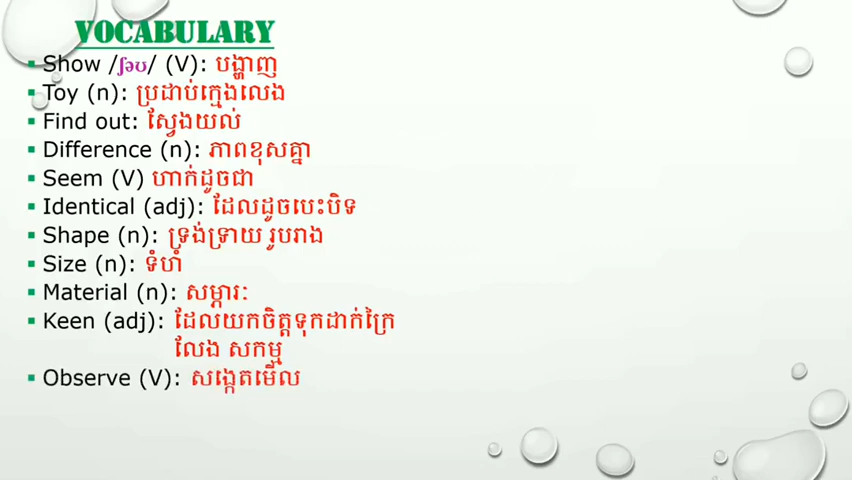 VOCABULARY
▪ Show /ʃəʊ/ (V): បង្ហាញ
▪ Toy (n): ប្រដាប់ក្មេងលេង
▪ Find out: ស្វែងយល់
▪ Difference (n): ភាពខុសគ្នា
▪ Seem (V) ហាក់ដូចជា
▪ Identical (adj): ដែលដូចបេះបិទ
▪ Shape (n): ទ្រង់ទ្រាយ រូបរាង
▪ Size (n): ទំហំ
▪ Material (n): សម្ភារៈ
▪ Keen (adj): ដែលយកចិត្តទុកដាក់ក្រៃ
លែង សកម្ម
▪ Observe (V): សង្កេតមើល